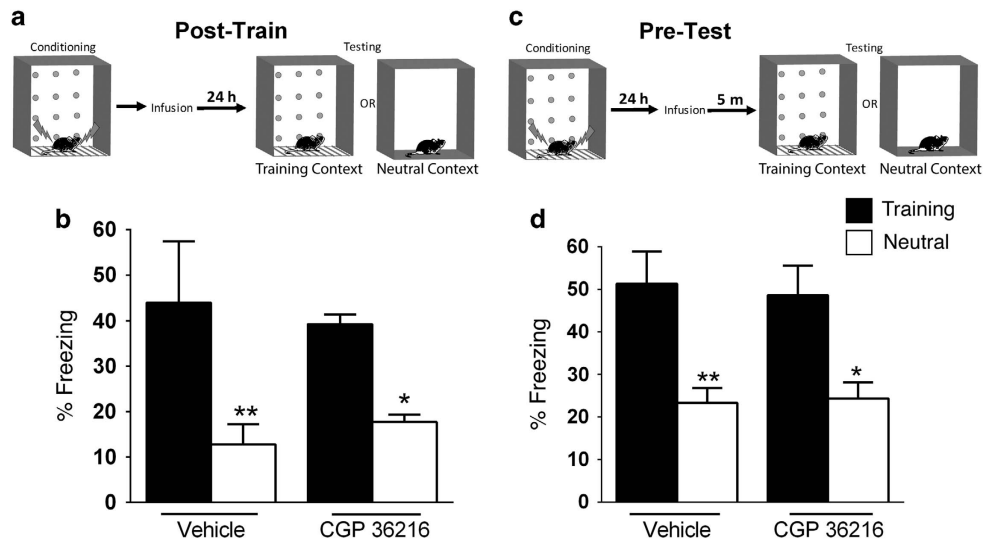 a
Post-Train
Conditioning
Testing
Infusion
24 h
OR
Training Context
Neutral Context
c
Pre-Test
Conditioning
Testing
24 h
Infusion
5 m
OR
Training Context
Neutral Context
b
% Freezing
60
50
40
30
20
10
0
**
*
Vehicle
CGP 36216
d
Training
Neutral
% Freezing
60
50
40
30
20
10
0
**
*
Vehicle
CGP 36216